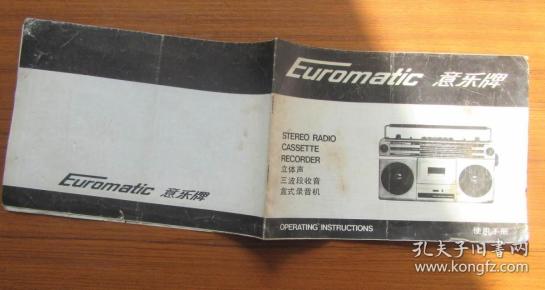 Euromatic 意乐牌
STEREO RADIO
CASSETTE
RECORDER
立体声
三波段收音
盒式录音机
OPERATING INSTRUCTIONS
使用手册
Euromatic 意乐牌
孔夫子旧书网
www.kongfz.com